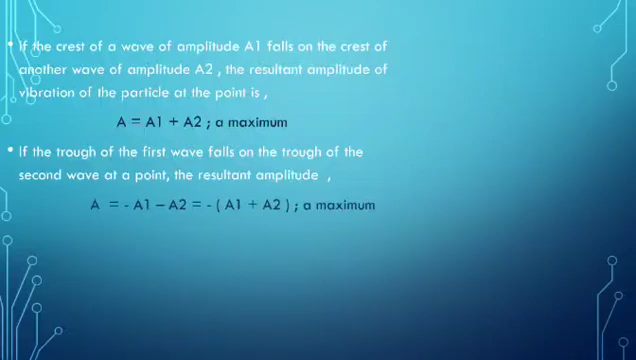 • If the crest of a wave of amplitude A1 falls on the crest of
another wave of amplitude A2 , the resultant amplitude of
vibration of the particle at the point is ,
A = A1 + A2 ; a maximum
• If the trough of the first wave falls on the trough of the
second wave at a point, the resultant amplitude ,
A = - A1 – A2 = - ( A1 + A2 ) ; a maximum